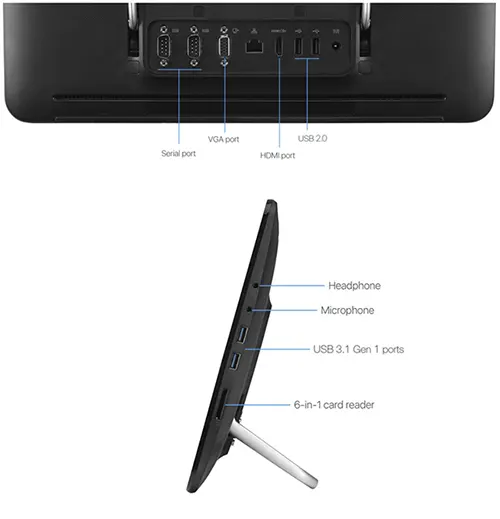 Serial port
VGA port
HDMI port
USB 2.0
Headphone
Microphone
USB 3.1 Gen 1 ports
6-in-1 card reader